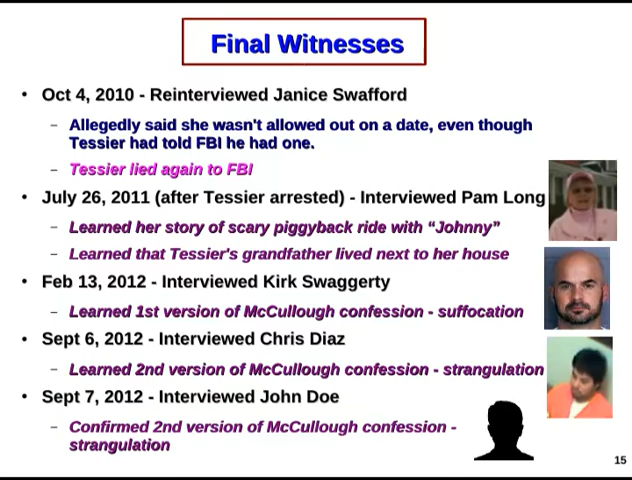 Final Witnesses
• Oct 4, 2010 - Reinterviewed Janice Swafford
– Allegedly said she wasn't allowed out on a date, even though
Tessier had told FBI he had one.
– Tessier lied again to FBI
• July 26, 2011 (after Tessier arrested) - Interviewed Pam Long
– Learned her story of scary piggyback ride with “Johnny”
– Learned that Tessier's grandfather lived next to her house
• Feb 13, 2012 - Interviewed Kirk Swaggerty
– Learned 1st version of McCullough confession - suffocation
• Sept 6, 2012 - Interviewed Chris Diaz
– Learned 2nd version of McCullough confession - strangulation
• Sept 7, 2012 - Interviewed John Doe
– Confirmed 2nd version of McCullough confession -
strangulation
15